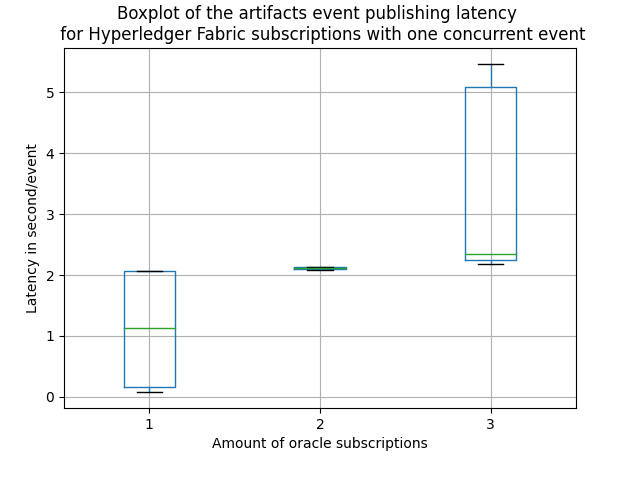 Boxplot of the artifacts event publishing latency
for Hyperledger Fabric subscriptions with one concurrent event
Latency in second/event
5
4
3
2
1
0
1
2
3
Amount of oracle subscriptions